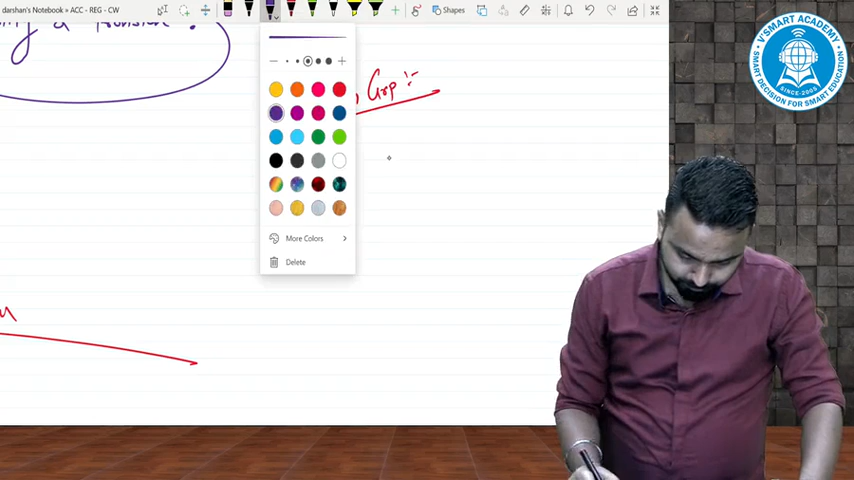 darshan's Notebook » ACC - REG - CW
Shapes
Grp :-
More Colors
Delete
V'SMART ACADEMY
SINCE-2005
SMART DECISION FOR SMART EDUCATION